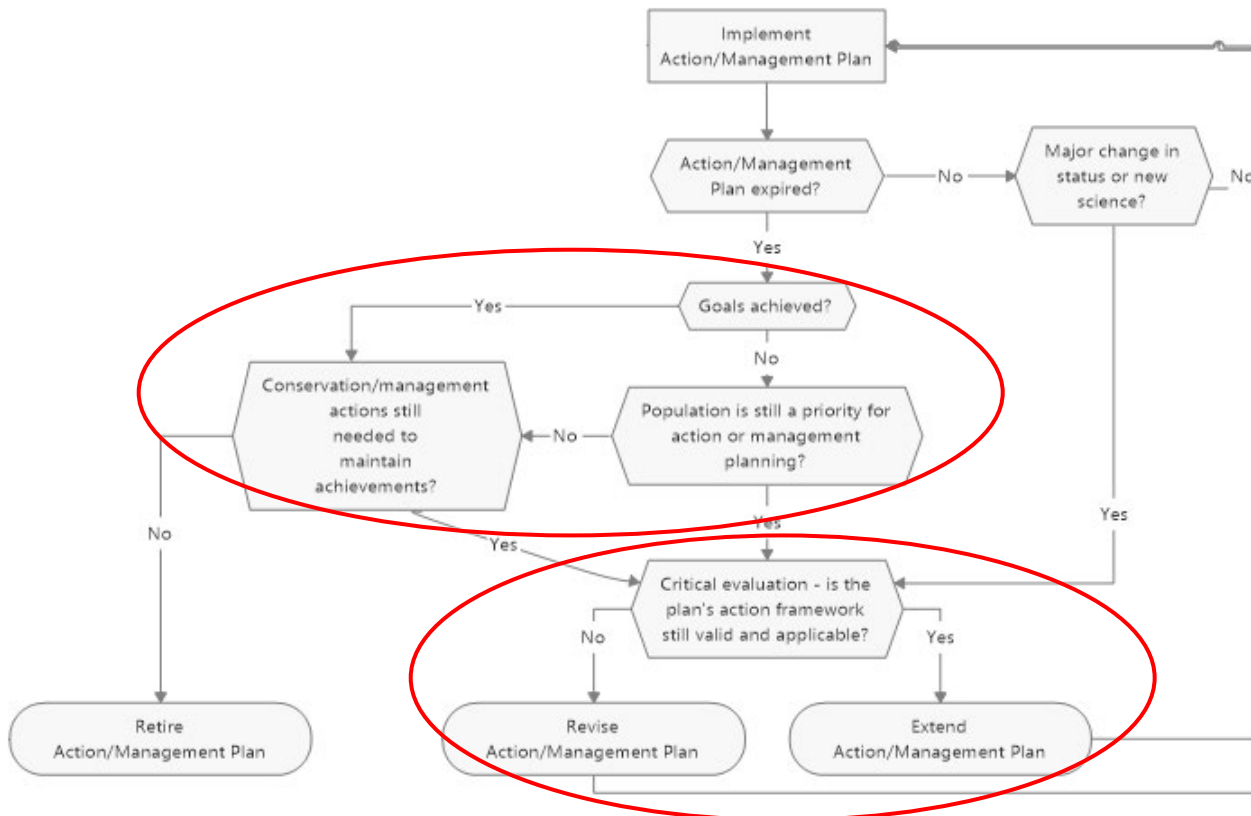 Implement
Action/Management Plan
Action/Management
Plan expired?
No
Major change in
status or new
science?
No
Yes
Goals achieved?
Yes
No
Conservation/management
actions still
needed to
maintain
achievements?
No
Population is still a priority for
action or management
planning?
Yes
No
Yes
Yes
Critical evaluation - is the
plan's action framework
still valid and applicable?
No
Yes
Retire
Action/Management Plan
Revise
Action/Management Plan
Extend
Action/Management Plan